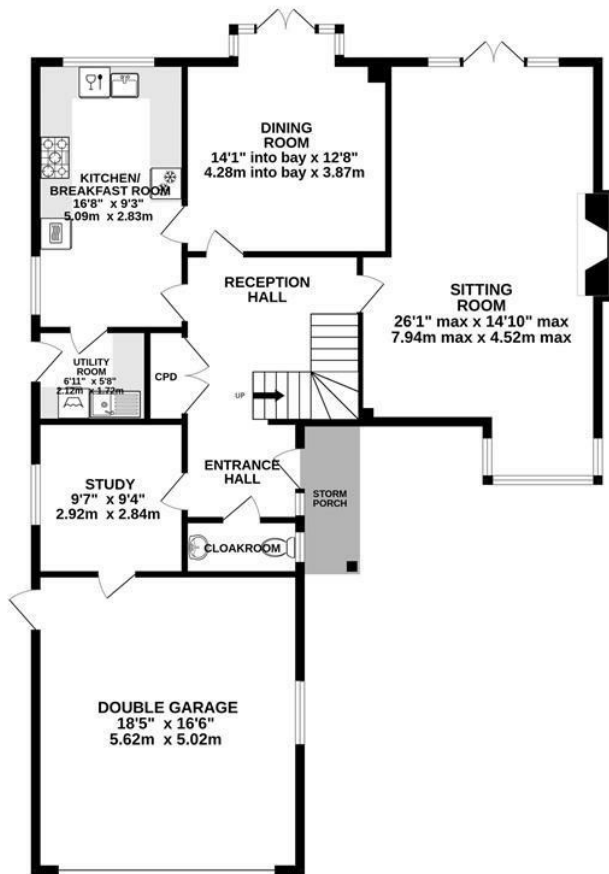 DINING
ROOM
14'1" into bay x 12'8"
4.28m into bay x 3.87m
KITCHEN/
BREAKFAST ROOM
16'8" x 9'3"
5.09m x 2.83m
RECEPTION
HALL
SITTING
ROOM
26'1" max x 14'10" max
7.94m max x 4.52m max
UTILITY
ROOM
6'11" x 5'8"
2.12m x 1.72m
CPD
UP
STUDY
9'7" x 9'4"
2.92m x 2.84m
ENTRANCE
HALL
STORM
PORCH
CLOAKROOM
DOUBLE GARAGE
18'5" x 16'6"
5.62m x 5.02m